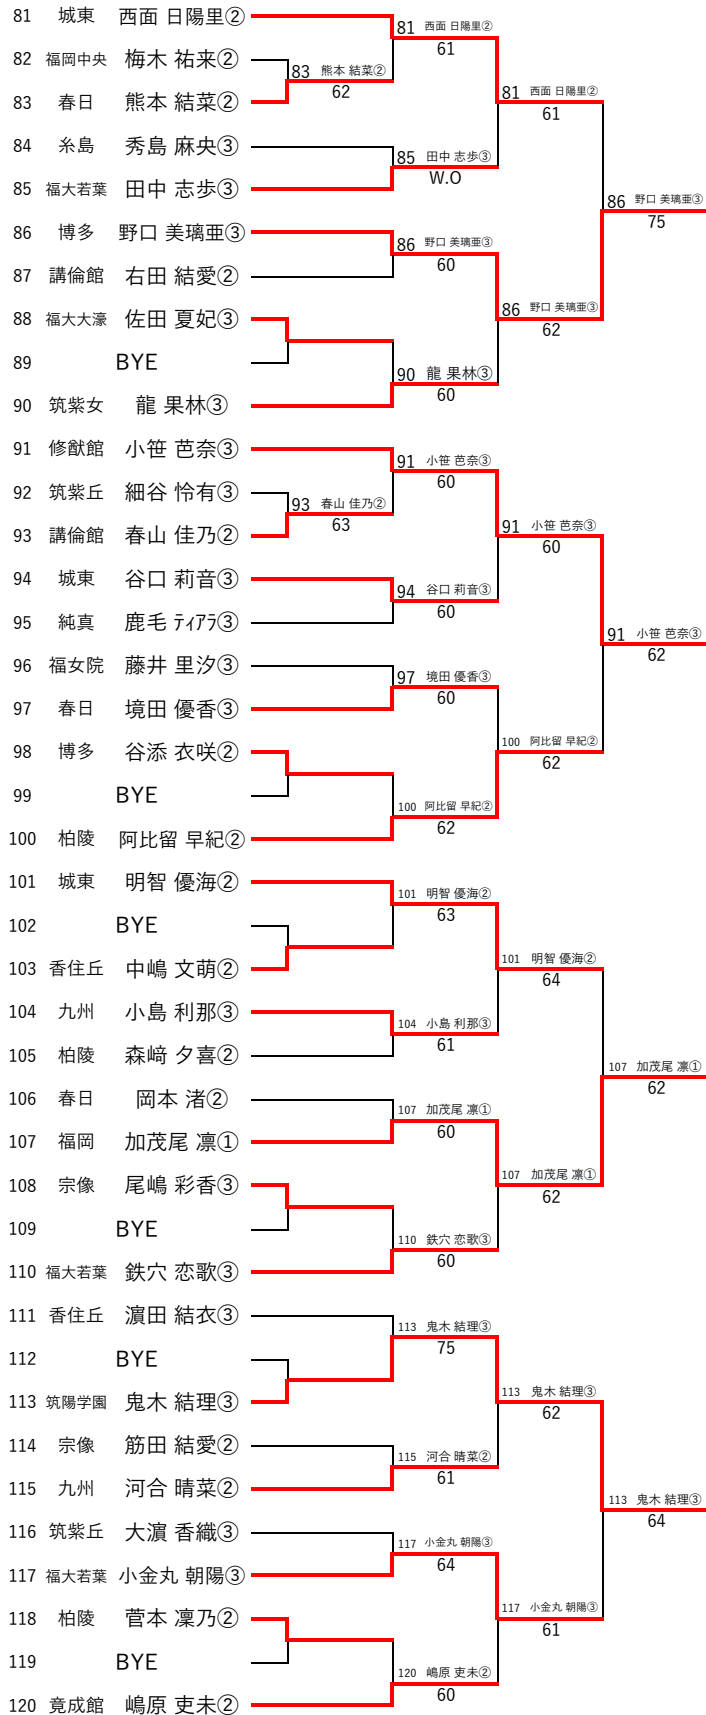 81 城東 西面 日陽里②
82 福岡中央 梅木 祐来②
83 春日 熊本 結菜②
84 糸島 秀島 麻央③
85 福大若葉 田中 志歩③
86 博多 野口 美璃亜③
87 講倫館 右田 結愛②
88 福大大濠 佐田 夏妃③
89 BYE
90 筑紫女 龍 果林③
91 修猷館 小笹 芭奈③
92 筑紫丘 細谷 怜有③
93 講倫館 春山 佳乃②
94 城東 谷口 莉音③
95 純真 鹿毛 ティアラ③
96 福女院 藤井 里汐③
97 春日 境田 優香③
98 博多 谷添 衣咲②
99 BYE
100 柏陵 阿比留 早紀②
101 城東 明智 優海②
102 BYE
103 香住丘 中嶋 文萌②
104 九州 小島 利那③
105 柏陵 森﨑 夕喜②
106 春日 岡本 渚②
107 福岡 加茂尾 凛①
108 宗像 尾嶋 彩香③
109 BYE
110 福大若葉 鉄穴 恋歌③
111 香住丘 濵田 結衣③
112 BYE
113 筑陽学園 鬼木 結理③
114 宗像 筋田 結愛②
115 九州 河合 晴菜②
116 筑紫丘 大濵 香織③
117 福大若葉 小金丸 朝陽③
118 柏陵 菅本 凜乃②
119 BYE
120 竟成館 嶋原 吏未②
83 熊本 結菜②
62
93 春山 佳乃②
63
81 西面 日陽里②
61
85 田中 志歩③
W.O
86 野口 美璃亜③
60
90 龍 果林③
60
91 小笹 芭奈③
60
94 谷口 莉音③
60
97 境田 優香③
60
100 阿比留 早紀②
62
101 明智 優海②
63
104 小島 利那③
61
107 加茂尾 凛①
60
110 鉄穴 恋歌③
60
113 鬼木 結理③
75
115 河合 晴菜②
61
117 小金丸 朝陽③
64
120 嶋原 吏未②
60
81 西面 日陽里②
61
86 野口 美璃亜③
62
91 小笹 芭奈③
60
100 阿比留 早紀②
62
101 明智 優海②
64
107 加茂尾 凛①
62
113 鬼木 結理③
62
117 小金丸 朝陽③
61
86 野口 美璃亜③
75
91 小笹 芭奈③
62
107 加茂尾 凛①
62
113 鬼木 結理③
64